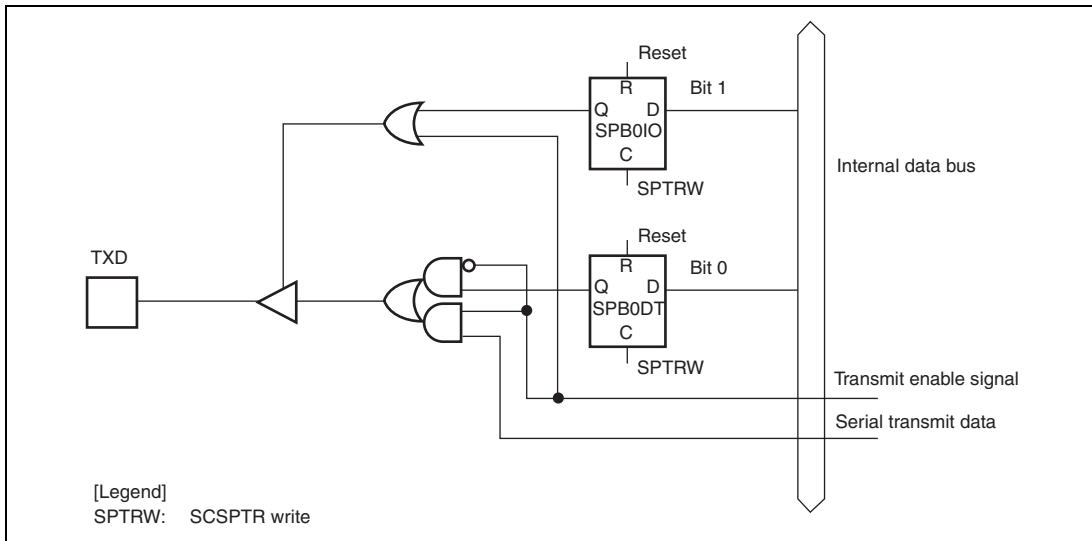 Reset
R
Bit 1
Q
D
SPB0IO
C
SPTRW
Internal data bus
Reset
R
Bit 0
Q
D
SPB0DT
C
SPTRW
TXD
Transmit enable signal
Serial transmit data
[Legend]
SPTRW: SCSPTR write